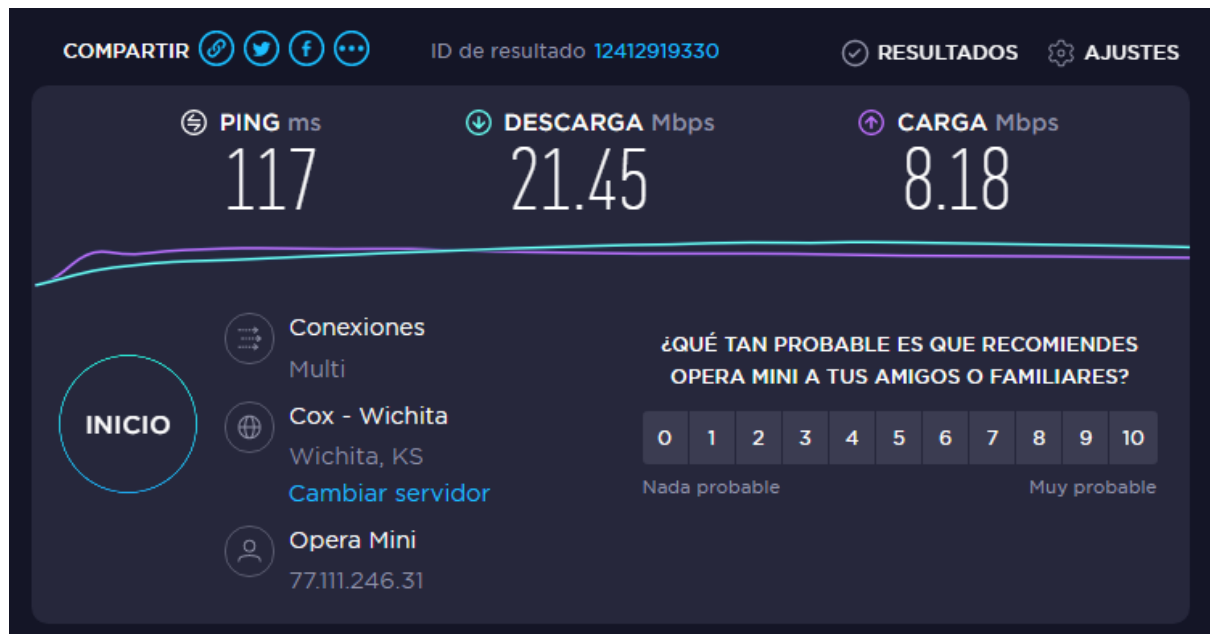 COMPARTIR
ID de resultado 12412919330
RESULTADOS
AJUSTES
PING ms
117
DESCARGA Mbps
21.45
CARGA Mbps
8.18
INICIO
Conexiones
Multi
Cox - Wichita
Wichita, KS
Cambiar servidor
Opera Mini
77.111.246.31
¿QUÉ TAN PROBABLE ES QUE RECOMIENDES
OPERA MINI A TUS AMIGOS O FAMILIARES?
0 1 2 3 4 5 6 7 8 9 10
Nada probable
Muy probable